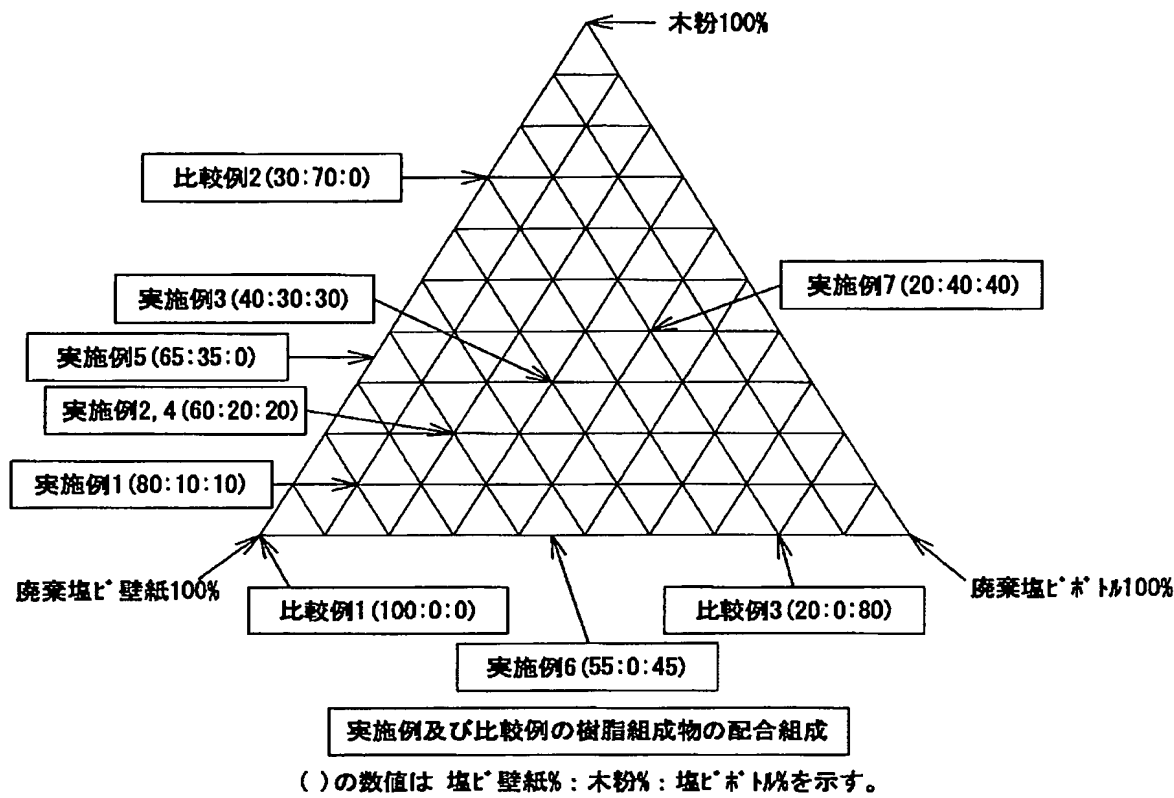 木粉100%
比較例2(30:70:0)
実施例3(40:30:30)
実施例7(20:40:40)
実施例5(65:35:0)
実施例2,4(60:20:20)
実施例1(80:10:10)
廃棄塩ﾋﾞ壁紙100%
廃棄塩ﾋﾞﾎﾞﾄﾙ100%
比較例1(100:0:0)
比較例3(20:0:80)
実施例6(55:0:45)
実施例及び比較例の樹脂組成物の配合組成
( )の数値は 塩ﾋﾞ壁紙%：木粉%：塩ﾋﾞﾎﾞﾄﾙ%を示す。